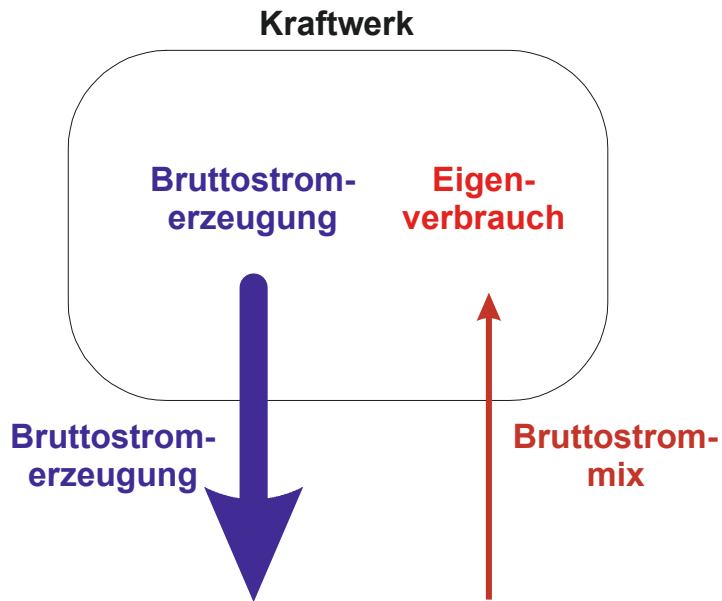 Kraftwerk
Bruttostrom-
erzeugung
Eigen-
verbrauch
Bruttostrom-
erzeugung
Bruttostrom-
mix